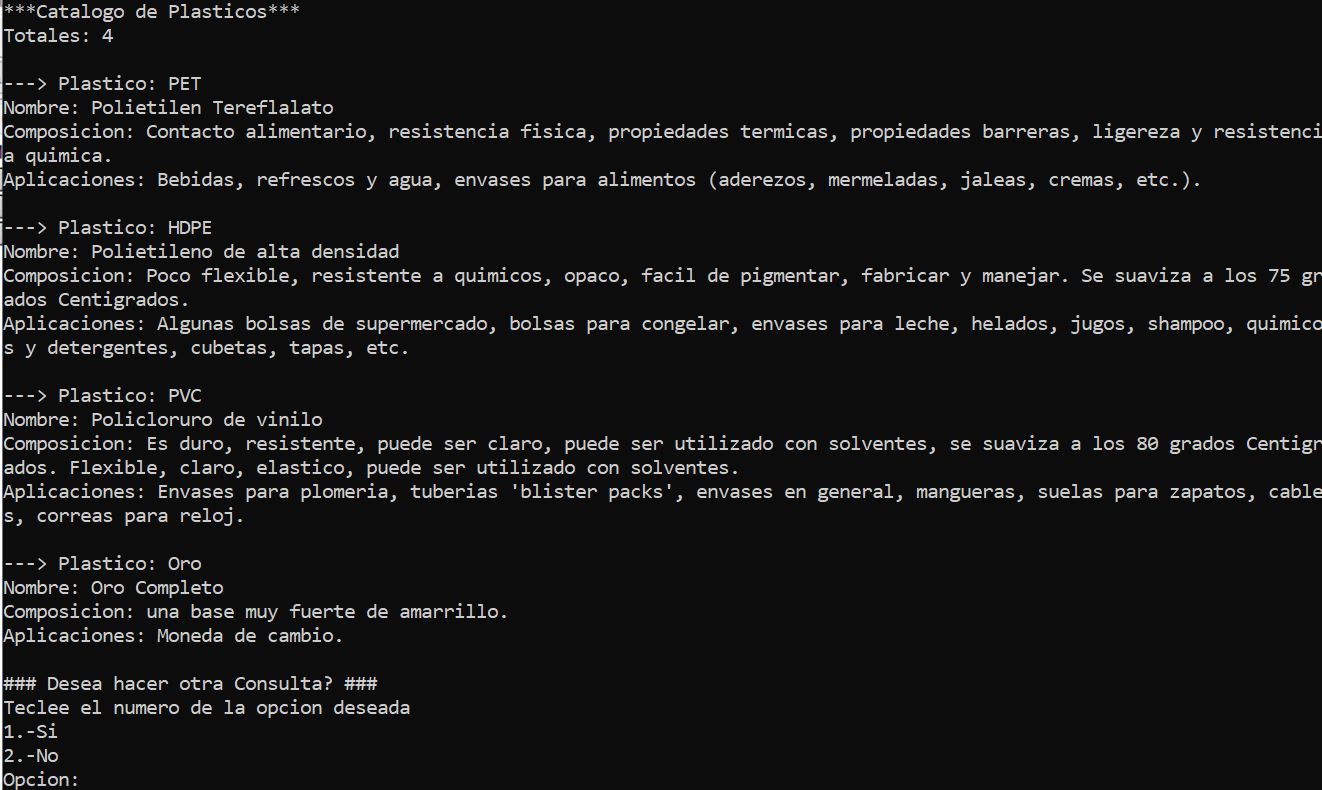 ***Catalogo de Plasticos***
Totales: 4
---> Plastico: PET
Nombre: Polietilen Tereflalato
Composicion: Contacto alimentario, resistencia fisica, propiedades termicas, propiedades barreras, ligereza y resistenci
a quimica.
Aplicaciones: Bebidas, refrescos y agua, envases para alimentos (aderezos, mermeladas, jaleas, cremas, etc.).
---> Plastico: HDPE
Nombre: Polietileno de alta densidad
Composicion: Poco flexible, resistente a quimicos, opaco, facil de pigmentar, fabricar y manejar. Se suaviza a los 75 gr
ados Centigrados.
Aplicaciones: Algunas bolsas de supermercado, bolsas para congelar, envases para leche, helados, jugos, shampoo, quimico
s y detergentes, cubetas, tapas, etc.
---> Plastico: PVC
Nombre: Policloruro de vinilo
Composicion: Es duro, resistente, puede ser claro, puede ser utilizado con solventes, se suaviza a los 80 grados Centigr
ados. Flexible, claro, elastico, puede ser utilizado con solventes.
Aplicaciones: Envases para plomeria, tuberias 'blister packs', envases en general, mangueras, suelas para zapatos, cable
s, correas para reloj.
---> Plastico: Oro
Nombre: Oro Completo
Composicion: una base muy fuerte de amarrillo.
Aplicaciones: Moneda de cambio.
### Desea hacer otra Consulta? ###
Teclee el numero de la opcion deseada
1.-Si
2.-No
Opcion: